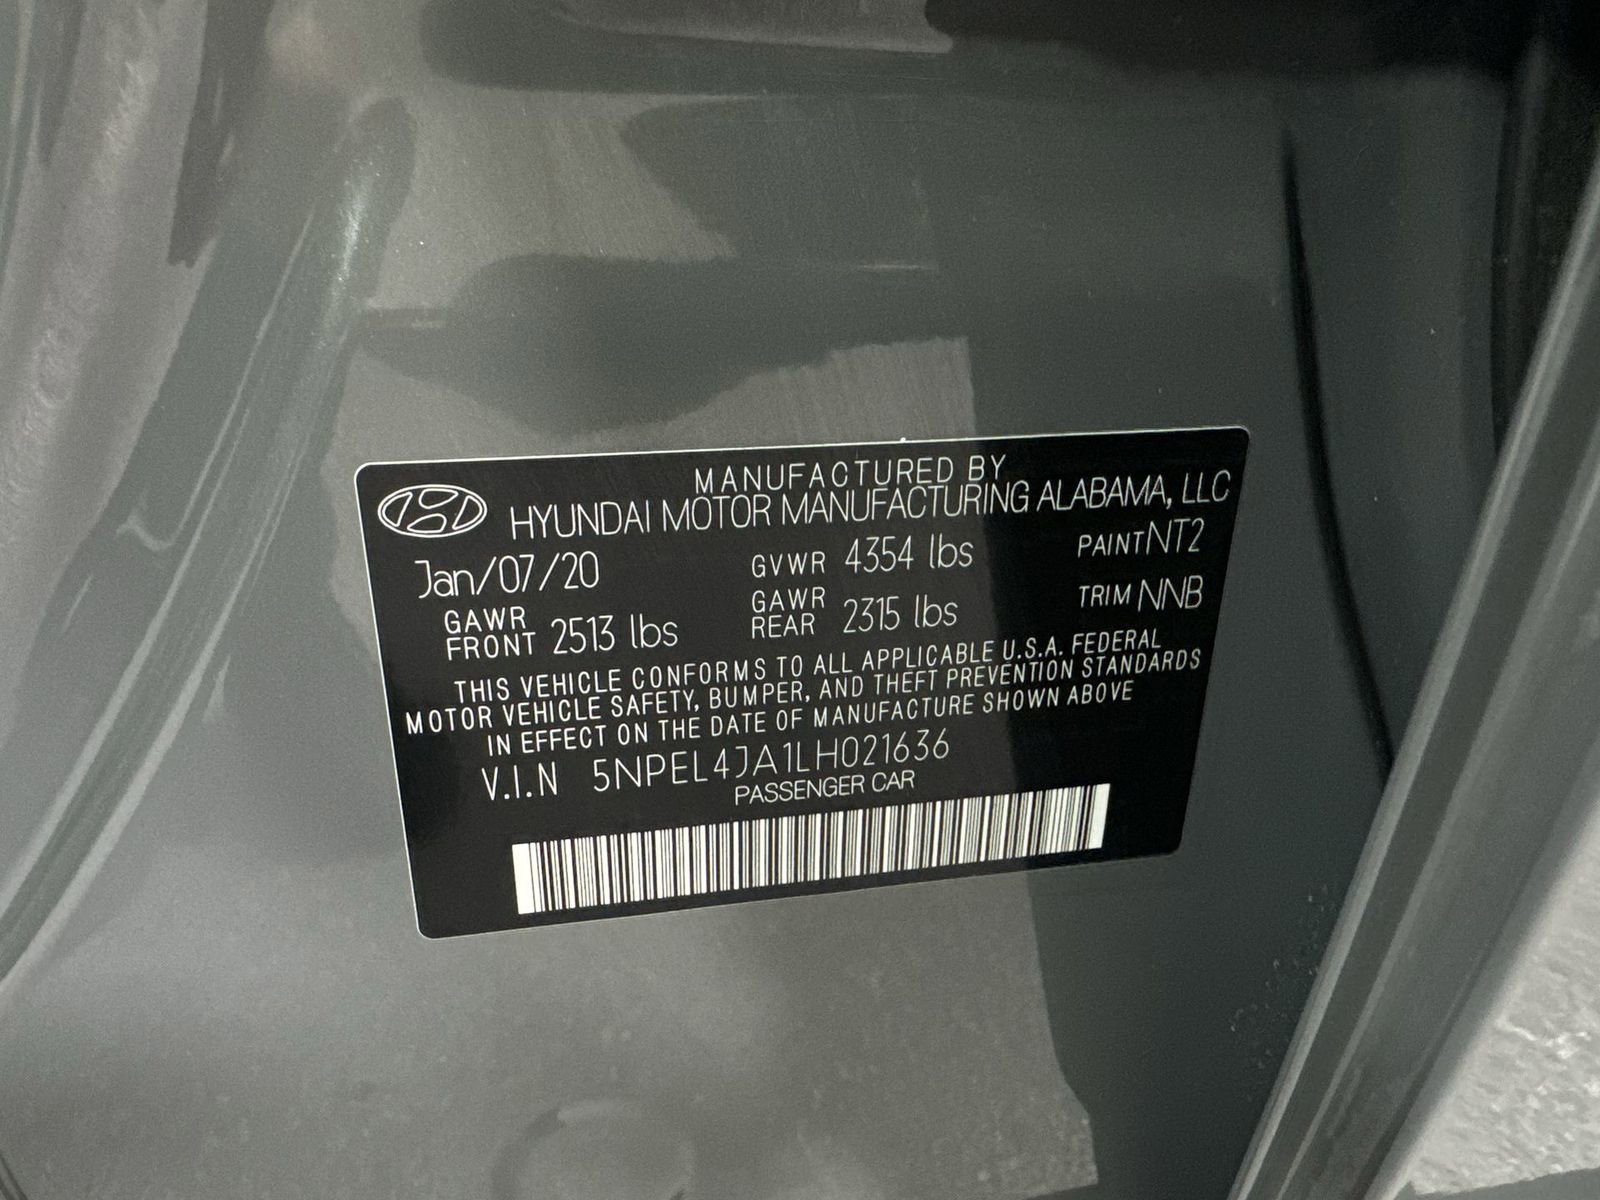 MANUFACTURED BY
HYUNDAI MOTOR MANUFACTURING ALABAMA, LLC
Jan/07/20 GVWR 4354 lbs PAINT NT2
GAWR FRONT 2513 lbs GAWR REAR 2315 lbs TRIM NNB
THIS VEHICLE CONFORMS TO ALL APPLICABLE U.S.A. FEDERAL
MOTOR VEHICLE SAFETY, BUMPER, AND THEFT PREVENTION STANDARDS
IN EFFECT ON THE DATE OF MANUFACTURE SHOWN ABOVE
V.I.N 5NPEL4JA1LH021636
PASSENGER CAR